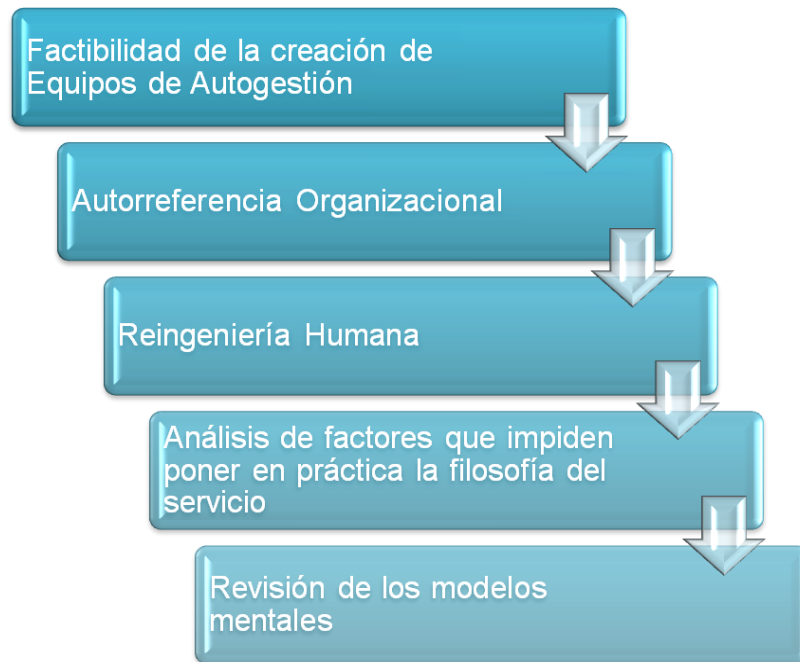 Factibilidad de la creación de
Equipos de Autogestión
Autorreferencia Organizacional
Reingeniería Humana
Análisis de factores que impiden
poner en práctica la filosofía del
servicio
Revisión de los modelos
mentales